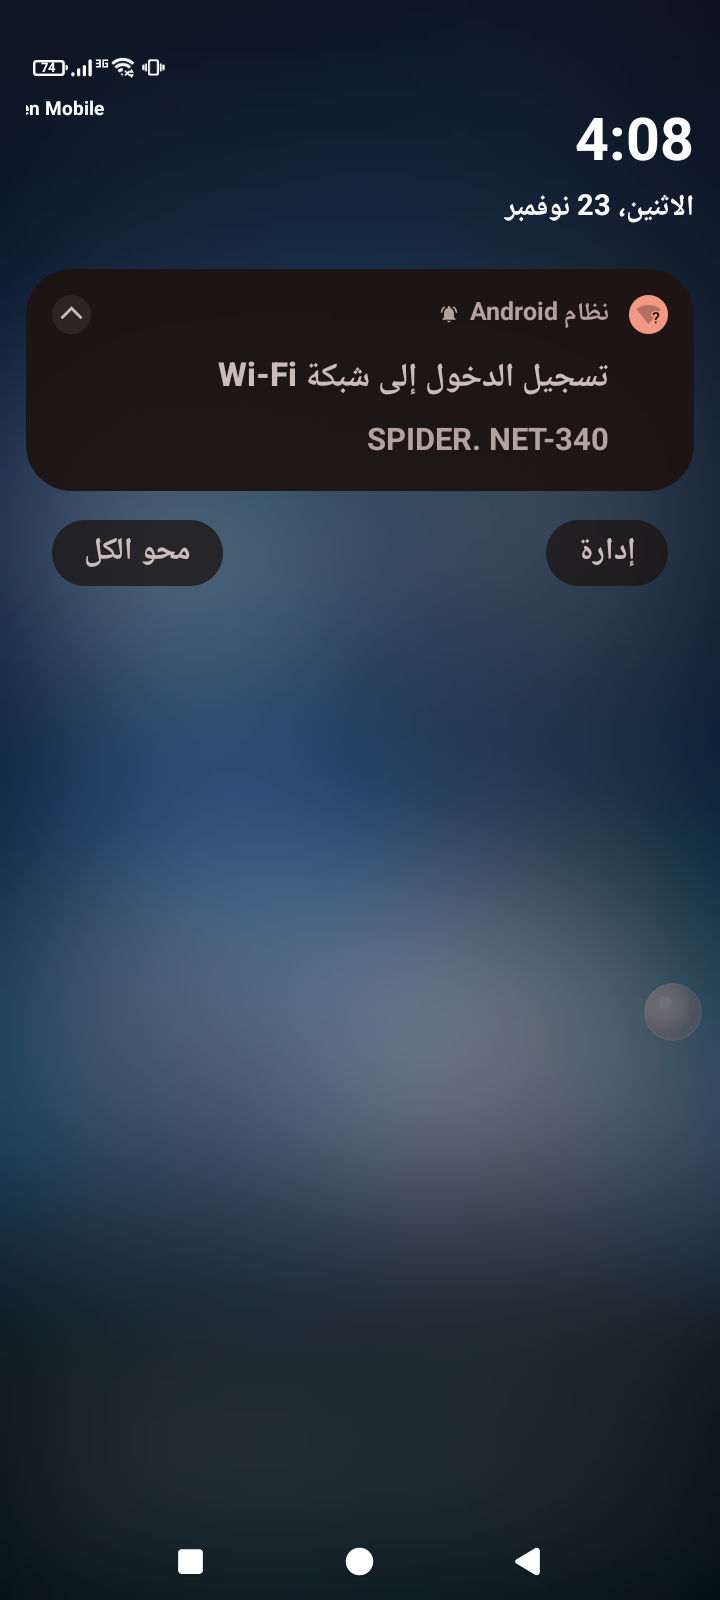 74 3G
en Mobile
4:08
الاثنين، 23 نوفمبر
نظام Android
تسجيل الدخول إلى شبكة Wi-Fi
SPIDER. NET-340
إدارة
محو الكل